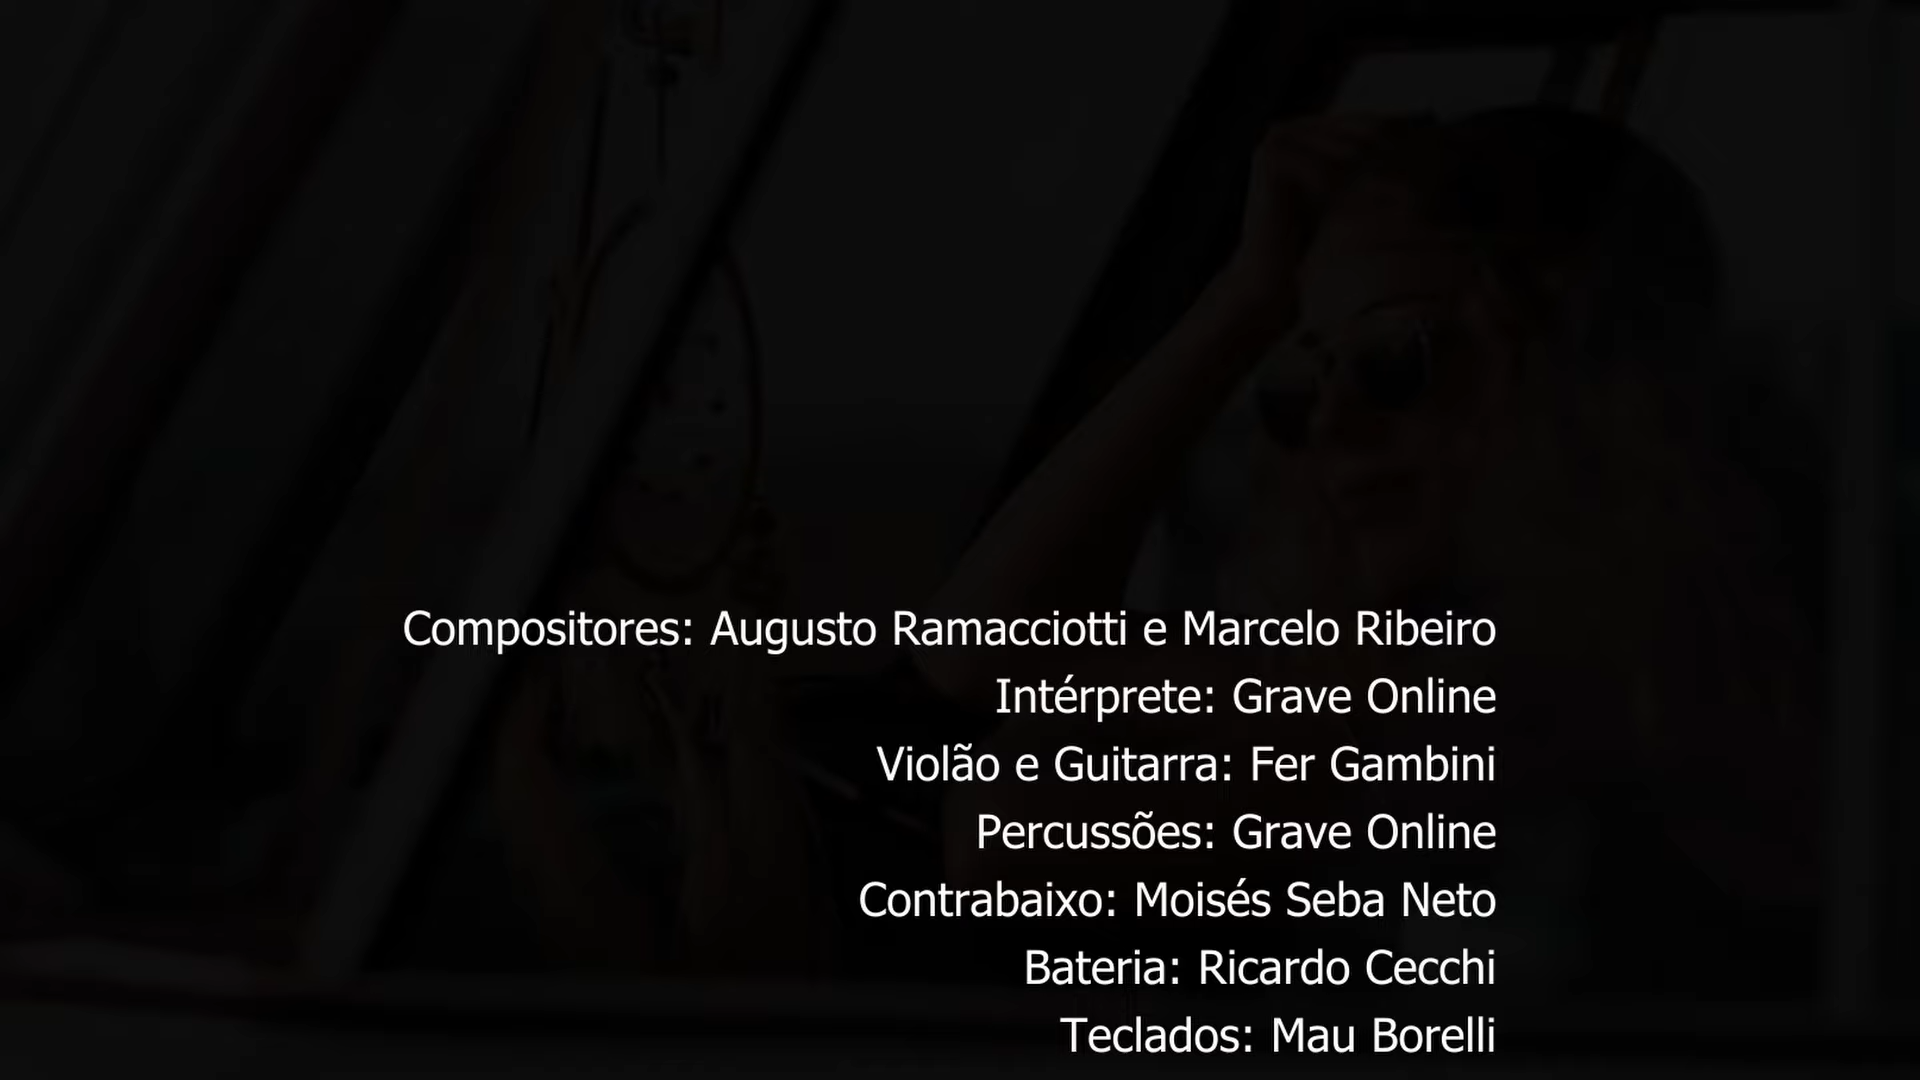 Compositores: Augusto Ramacciotti e Marcelo Ribeiro
Intérprete: Grave Online
Violão e Guitarra: Fer Gambini
Percussões: Grave Online
Contrabaixo: Moisés Seba Neto
Bateria: Ricardo Cecchi
Teclados: Mau Borelli